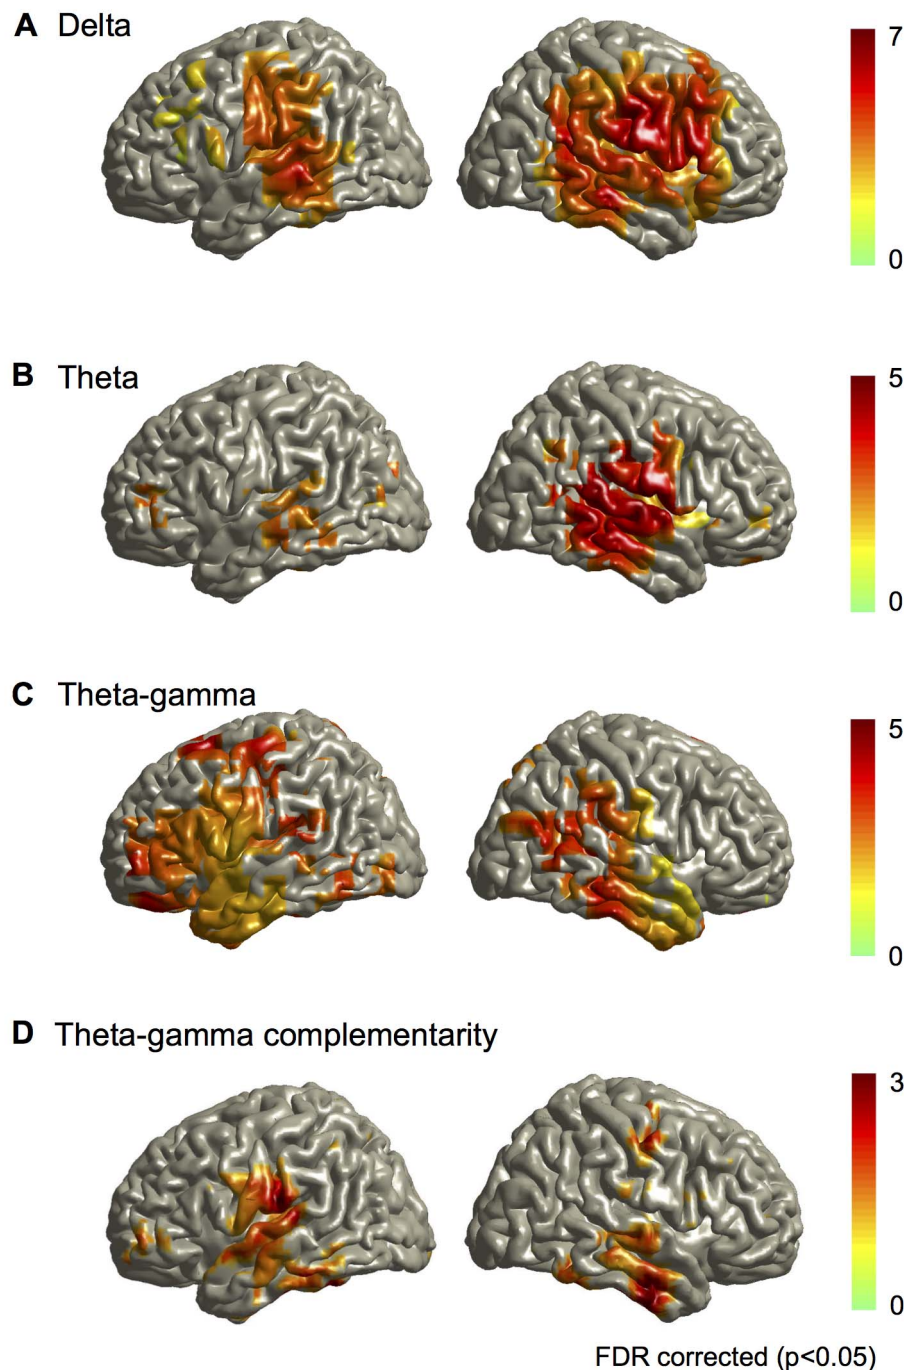 A Delta
7
0
B Theta
5
0
C Theta-gamma
5
0
D Theta-gamma complementarity
3
0
FDR corrected (p<0.05)